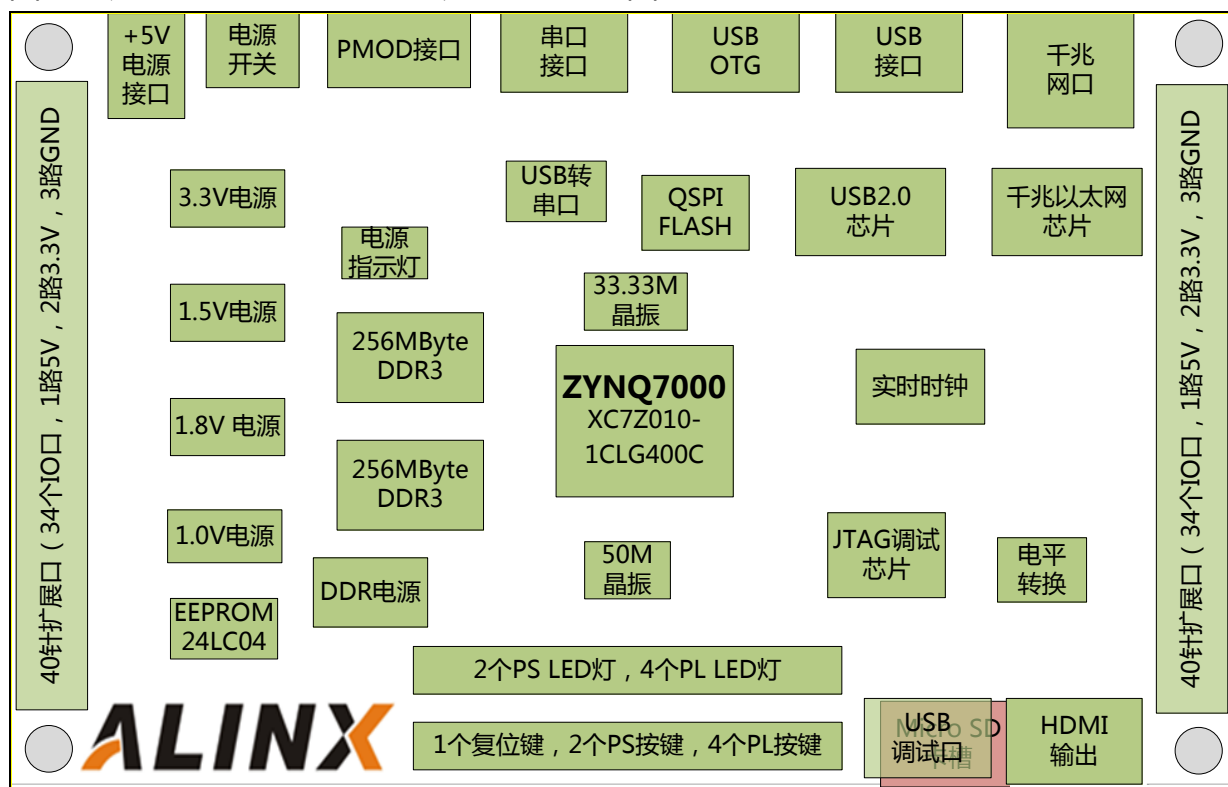 +5V
电源
接口
电源
开关
PMOD接口
串口
接口
USB
OTG
USB
接口
千兆
网口
40针扩展口（34个IO口，1路5V，2路3.3V，3路GND
3.3V电源
USB转
串口
QSPI
FLASH
USB2.0
芯片
千兆以太网
芯片
电源
指示灯
1.5V电源
33.33M
晶振
256MByte
DDR3
ZYNQ7000
XC7Z010-
1CLG400C
实时时钟
1.8V 电源
256MByte
DDR3
1.0V电源
DDR电源
50M
晶振
JTAG调试
芯片
电平
转换
EEPROM
24LC04
2个PS LED灯，4个PL LED灯
ALINX
1个复位键，2个PS按键，4个PL按键
USB
调试口
Micro SD
卡槽
HDMI
输出
40针扩展口（34个IO口，1路5V，2路3.3V，3路GND